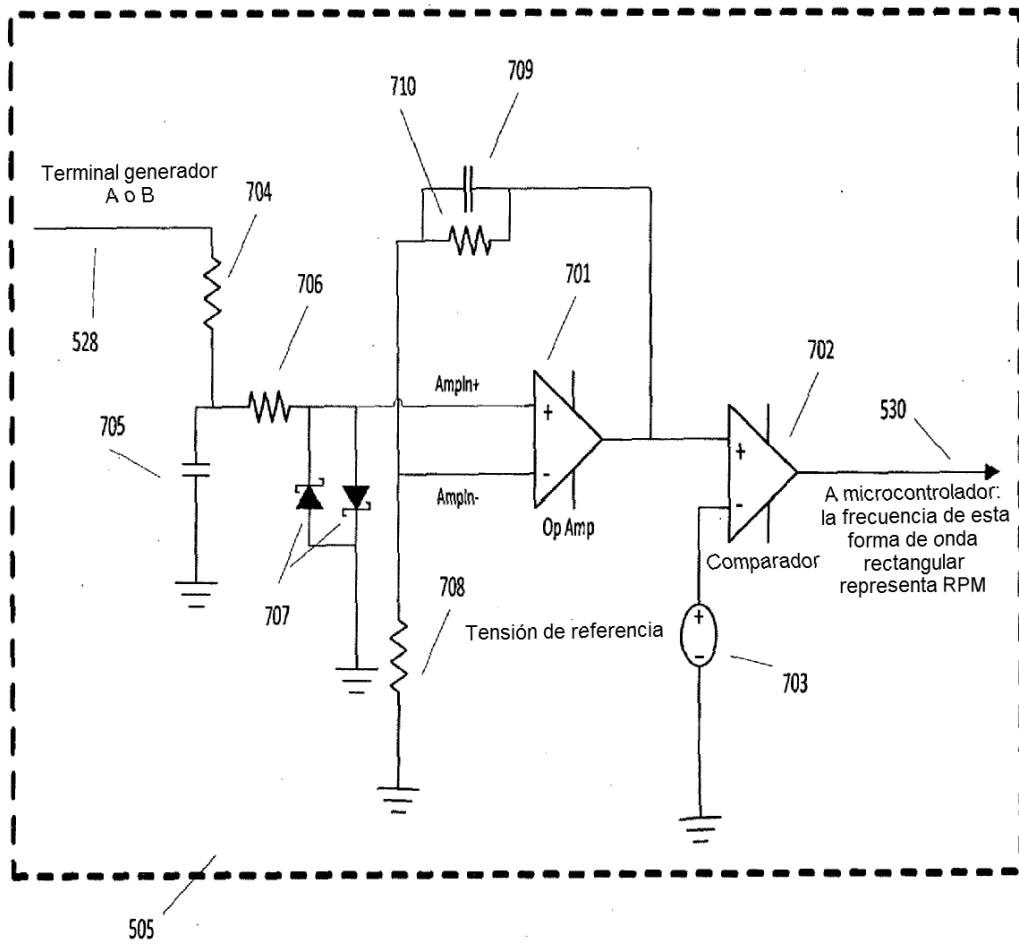 709
710
Terminal generador
A o B
704
706
701
528
702
AmpIn+
530
+
+
705
-
-
AmpIn-
A microcontrolador:
la frecuencia de esta
forma de onda
rectangular
representa RPM
Op Amp
Comparador
707
708
Tensión de referencia
+
-
703
505